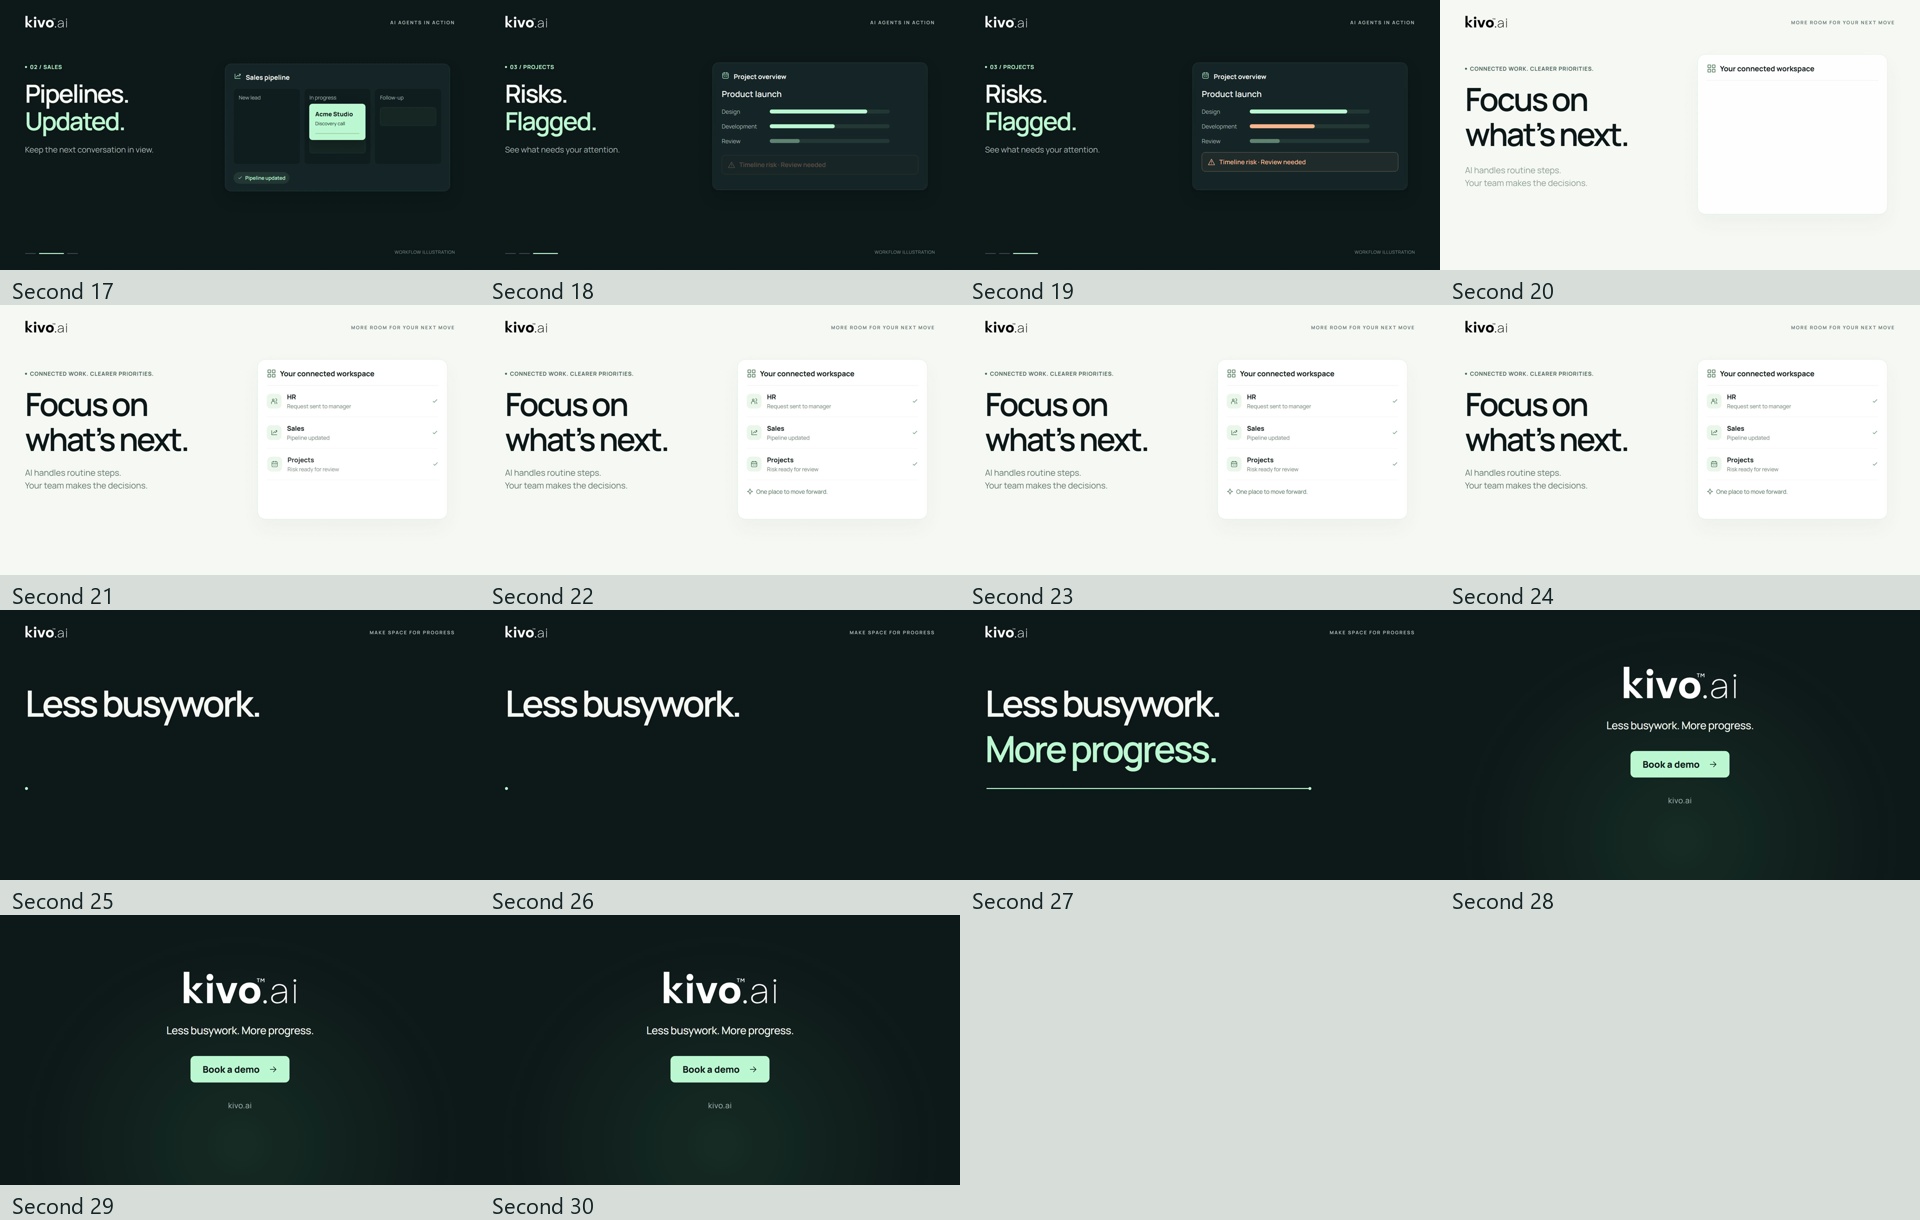 kivo.ai
AI AGENTS IN ACTION
• 02 / SALES
Pipelines.
Updated.
Keep the next conversation in view.
Sales pipeline
New lead
In progress
Follow-up
Acme Studio
Discovery call
Pipeline updated
WORKFLOW ILLUSTRATION
Second 17
kivo.ai
AI AGENTS IN ACTION
• 03 / PROJECTS
Risks.
Flagged.
See what needs your attention.
Project overview
Product launch
Design
Development
Review
Timeline risk · Review needed
WORKFLOW ILLUSTRATION
Second 18
kivo.ai
AI AGENTS IN ACTION
• 03 / PROJECTS
Risks.
Flagged.
See what needs your attention.
Project overview
Product launch
Design
Development
Review
Timeline risk · Review needed
WORKFLOW ILLUSTRATION
Second 19
kivo.ai
MORE ROOM FOR YOUR NEXT MOVE
• CONNECTED WORK. CLEARER PRIORITIES.
Focus on
what's next.
AI handles routine steps.
Your team makes the decisions.
Your connected workspace
Second 20
kivo.ai
MORE ROOM FOR YOUR NEXT MOVE
• CONNECTED WORK. CLEARER PRIORITIES.
Focus on
what's next.
AI handles routine steps.
Your team makes the decisions.
Your connected workspace
HR
Request sent to manager
Sales
Pipeline updated
Projects
Risk ready for review
Second 21
kivo.ai
MORE ROOM FOR YOUR NEXT MOVE
• CONNECTED WORK. CLEARER PRIORITIES.
Focus on
what's next.
AI handles routine steps.
Your team makes the decisions.
Your connected workspace
HR
Request sent to manager
Sales
Pipeline updated
Projects
Risk ready for review
One place to move forward.
Second 22
kivo.ai
MORE ROOM FOR YOUR NEXT MOVE
• CONNECTED WORK. CLEARER PRIORITIES.
Focus on
what's next.
AI handles routine steps.
Your team makes the decisions.
Your connected workspace
HR
Request sent to manager
Sales
Pipeline updated
Projects
Risk ready for review
One place to move forward.
Second 23
kivo.ai
MORE ROOM FOR YOUR NEXT MOVE
• CONNECTED WORK. CLEARER PRIORITIES.
Focus on
what's next.
AI handles routine steps.
Your team makes the decisions.
Your connected workspace
HR
Request sent to manager
Sales
Pipeline updated
Projects
Risk ready for review
One place to move forward.
Second 24
kivo.ai
MAKE SPACE FOR PROGRESS
Less busywork.
Second 25
kivo.ai
MAKE SPACE FOR PROGRESS
Less busywork.
Second 26
kivo.ai
MAKE SPACE FOR PROGRESS
Less busywork.
More progress.
Second 27
kivo™.ai
Less busywork. More progress.
Book a demo →
kivo.ai
Second 28
kivo™.ai
Less busywork. More progress.
Book a demo →
kivo.ai
Second 29
kivo™.ai
Less busywork. More progress.
Book a demo →
kivo.ai
Second 30